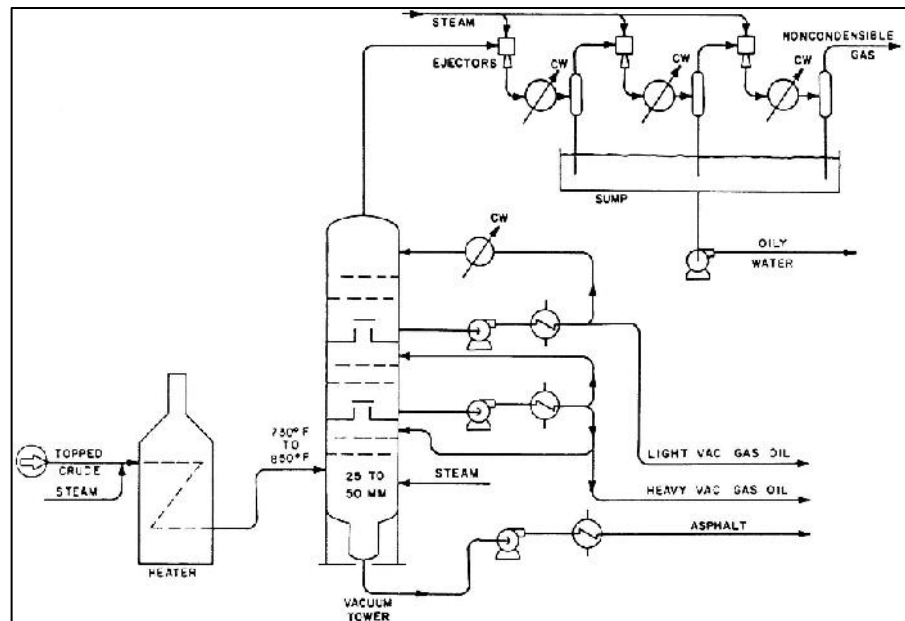 STEAM
EJECTORS
CW
CW
CW
NONCONDENSIBLE
GAS
SUMP
OILY
WATER
CW
730°F
TO
850°F
TOPPED
CRUDE
STEAM
HEATER
25 TO
50 MM
STEAM
VACUUM
TOWER
LIGHT VAC GAS OIL
HEAVY VAC GAS OIL
ASPHALT